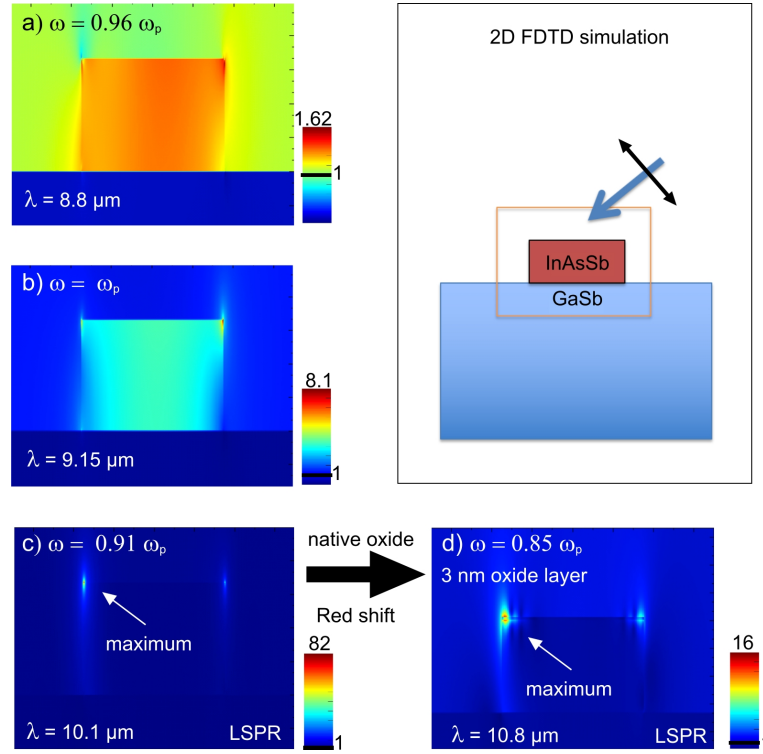 a) ω = 0.96 ωp
1.62
1
λ = 8.8 µm
2D FDTD simulation
InAsSb
GaSb
b) ω = ωp
8.1
1
λ = 9.15 µm
c) ω = 0.91 ωp
maximum
82
1
λ = 10.1 µm
LSPR
native oxide
Red shift
d) ω = 0.85 ωp
3 nm oxide layer
maximum
16
λ = 10.8 µm
LSPR